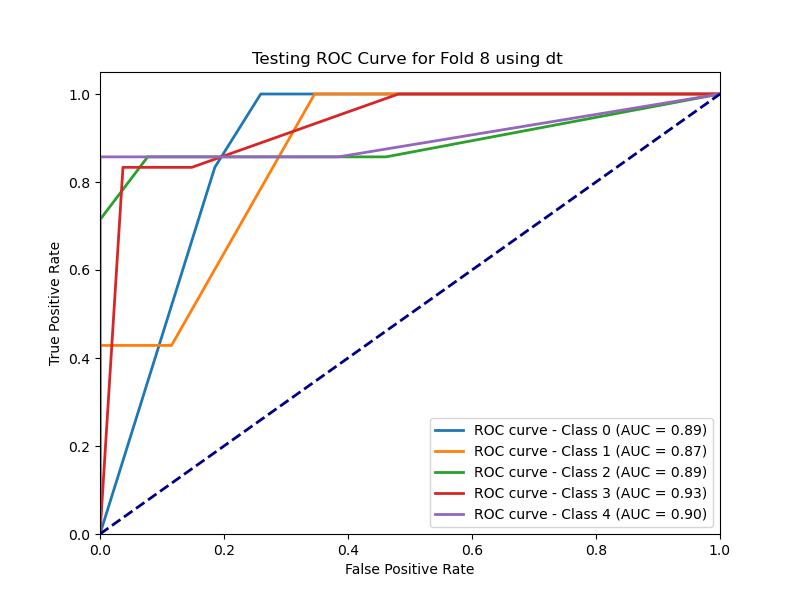 Testing ROC Curve for Fold 8 using dt
True Positive Rate
1.0
0.8
0.6
0.4
0.2
0.0
0.0 0.2 0.4 0.6 0.8 1.0
False Positive Rate
ROC curve - Class 0 (AUC = 0.89)
ROC curve - Class 1 (AUC = 0.87)
ROC curve - Class 2 (AUC = 0.89)
ROC curve - Class 3 (AUC = 0.93)
ROC curve - Class 4 (AUC = 0.90)